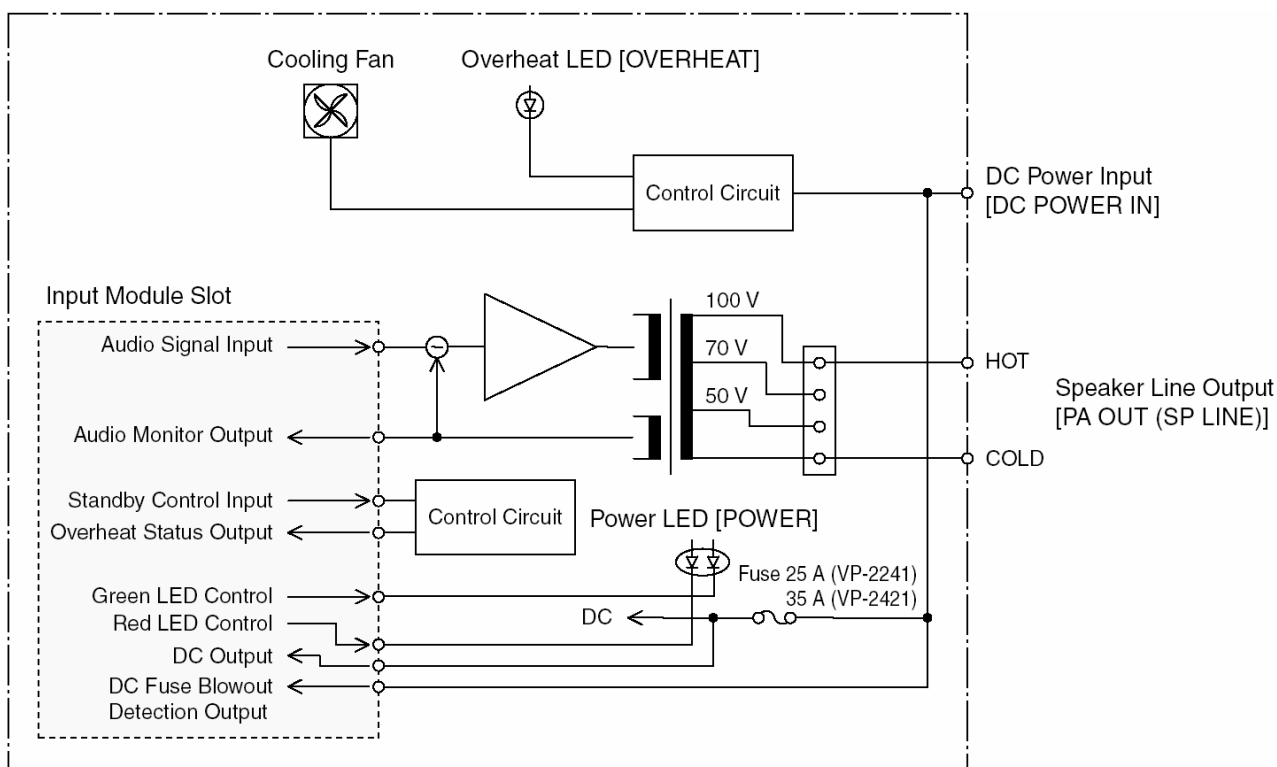 Cooling Fan
Overheat LED [OVERHEAT]
Control Circuit
DC Power Input
[DC POWER IN]
Input Module Slot
100 V
Audio Signal Input
70 V
HOT
50 V
Speaker Line Output
[PA OUT (SP LINE)]
Audio Monitor Output
COLD
Standby Control Input
Control Circuit
Power LED [POWER]
Overheat Status Output
Fuse 25 A (VP-2241)
35 A (VP-2421)
Green LED Control
DC
Red LED Control
DC Output
DC Fuse Blowout
Detection Output